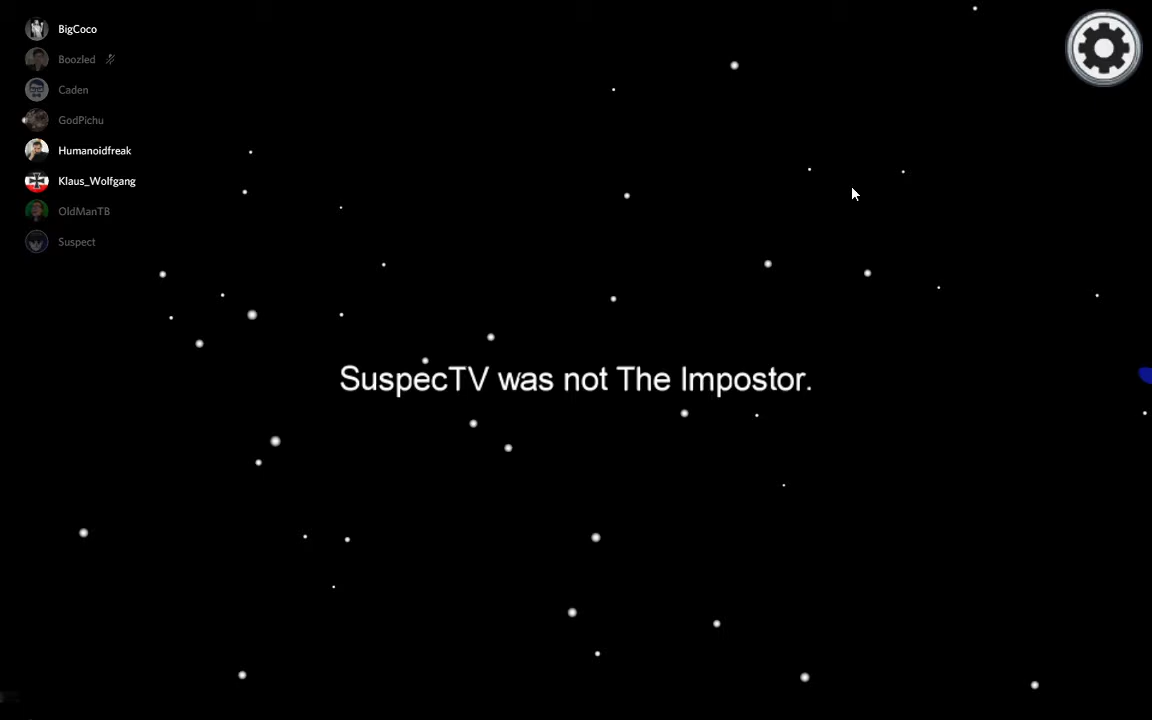 BigCoco
Boozled
Caden
GodPichu
Humanoidfreak
Klaus_Wolfgang
OldManTB
Suspect
SuspecTV was not The Impostor.